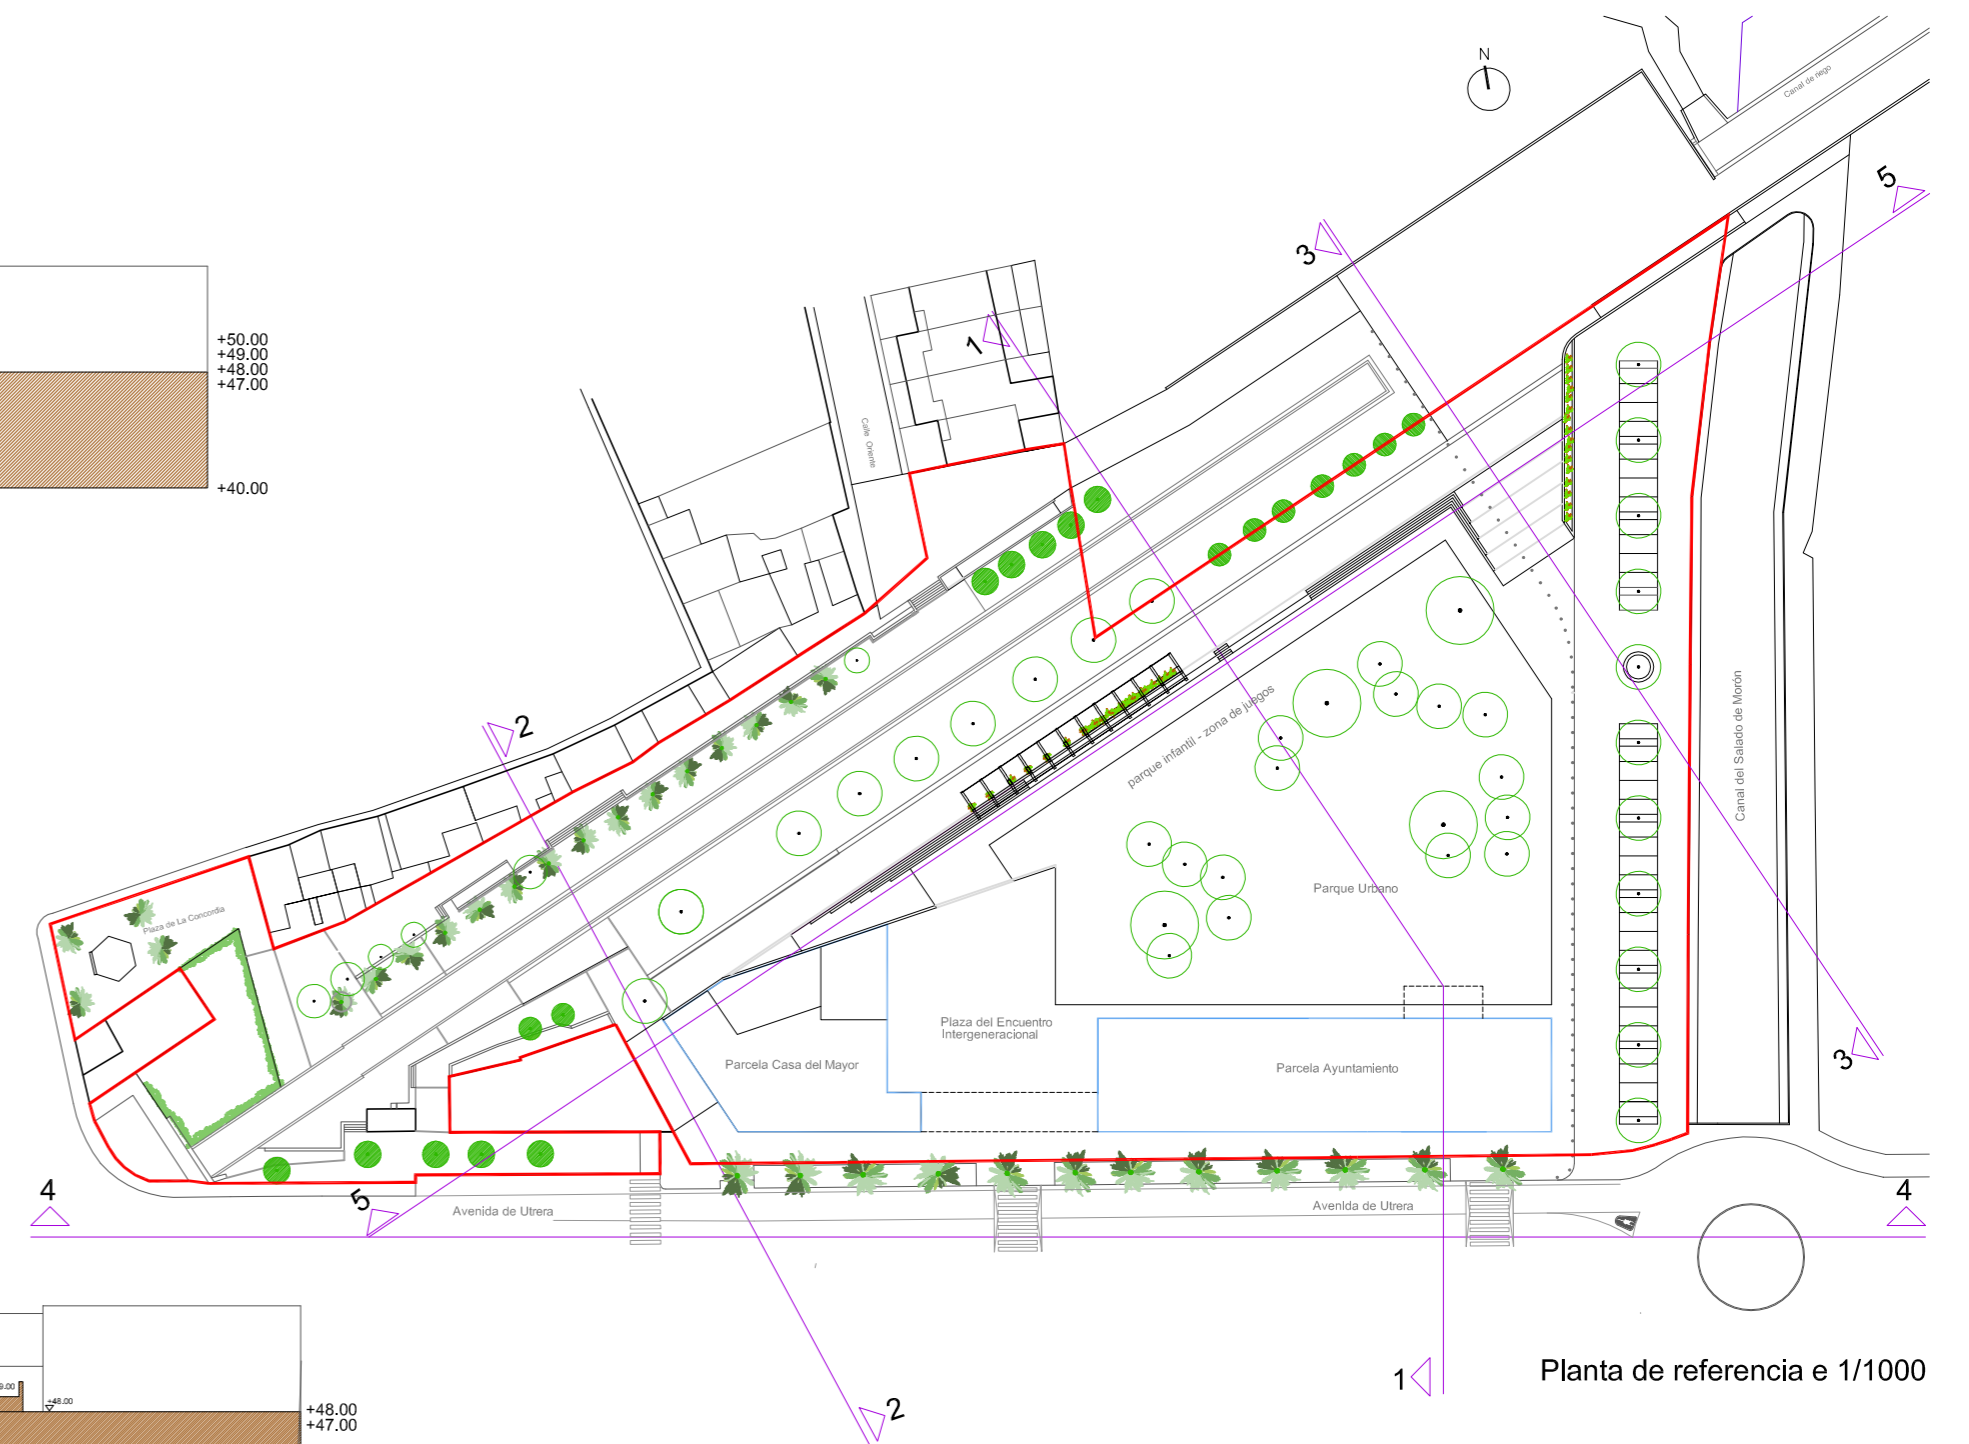 N
Canal de riego
5
3
+50.00
+49.00
+48.00
+47.00
1
Calle Oriente
+40.00
2
parque infantil - zona de juegos
Canal del Salado de Morón
Parque Urbano
Plaza de La Concordia
Plaza del Encuentro
Intergeneracional
Parcela Casa del Mayor
Parcela Ayuntamiento
3
4
5
Avenida de Utrera
Avenida de Utrera
4
1
Planta de referencia e 1/1000
2
+48.00
+48.00
+47.00